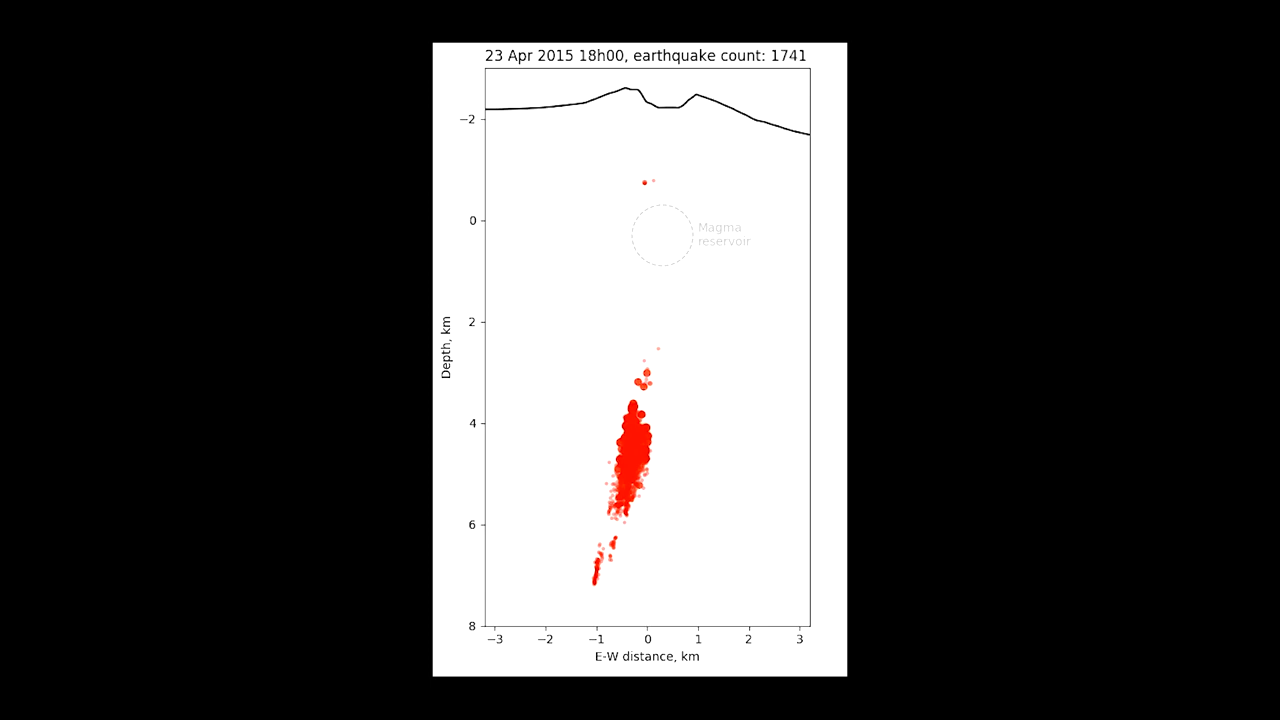 23 Apr 2015 18h00, earthquake count: 1741
−2
0
Magma
reservoir
2
Depth, km
4
6
8
−3 −2 −1 0 1 2 3
E-W distance, km